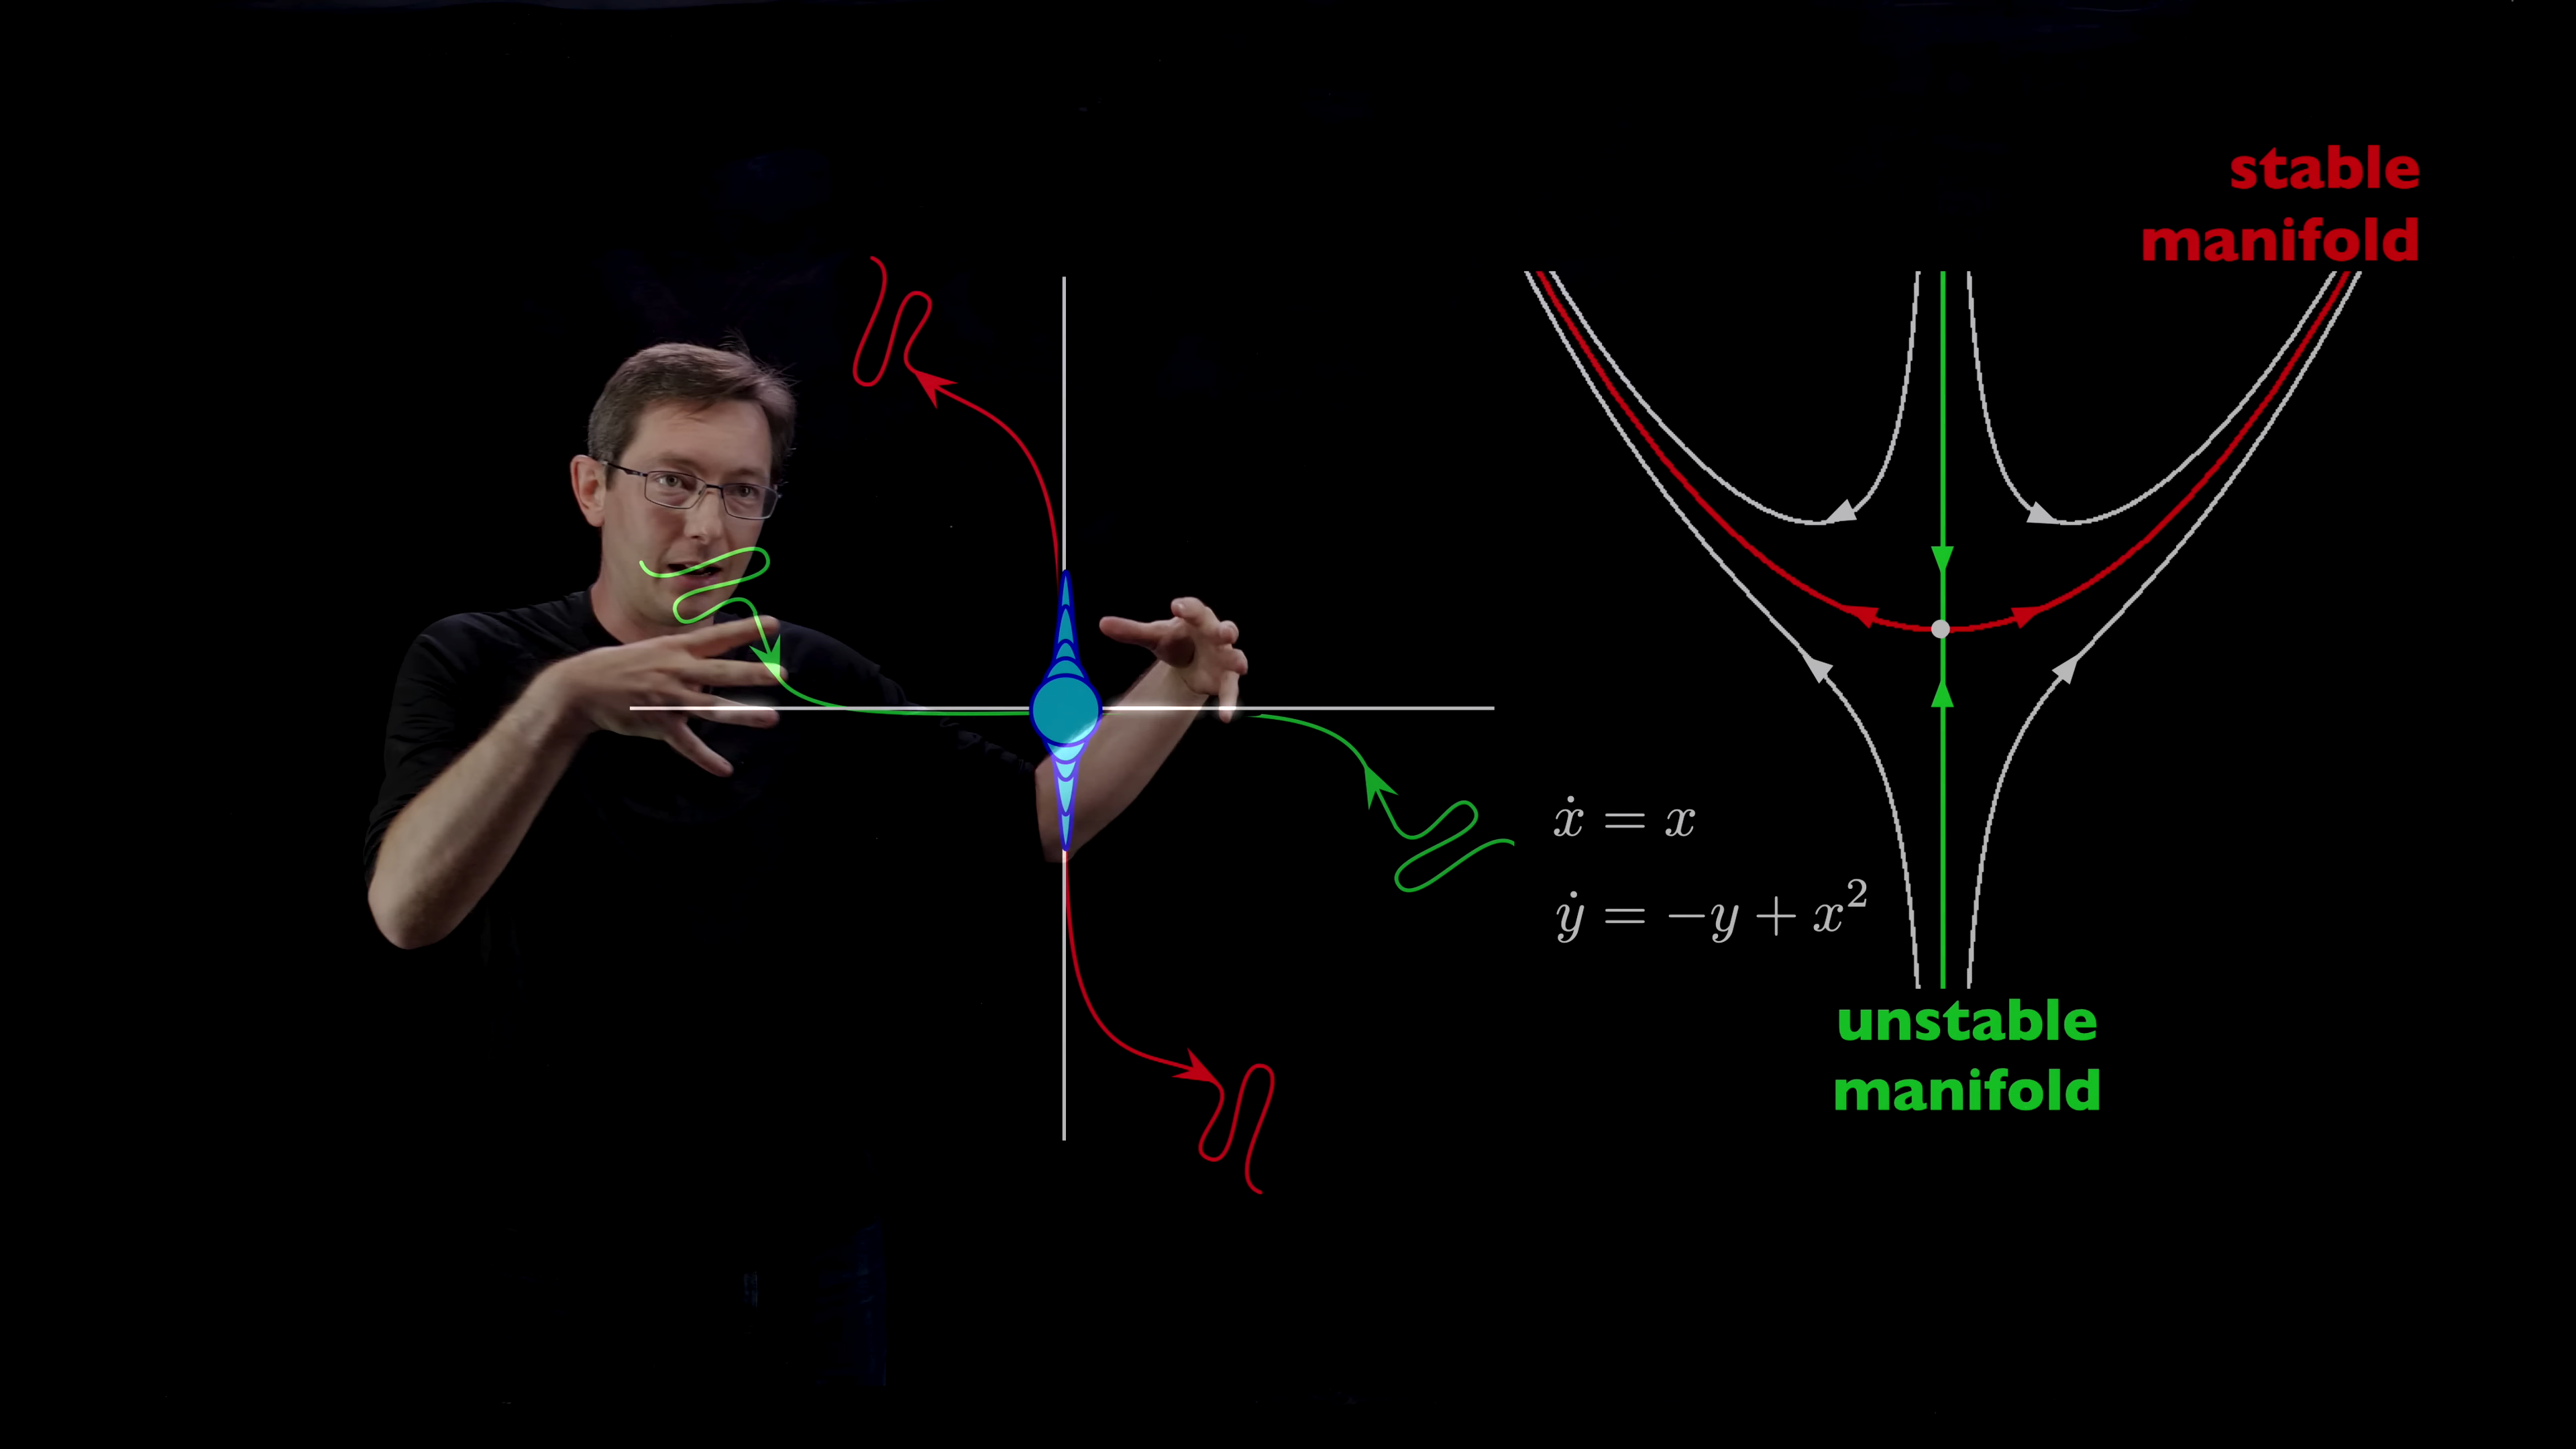 stable
manifold
ẋ = x
ẏ = −y + x²
unstable
manifold